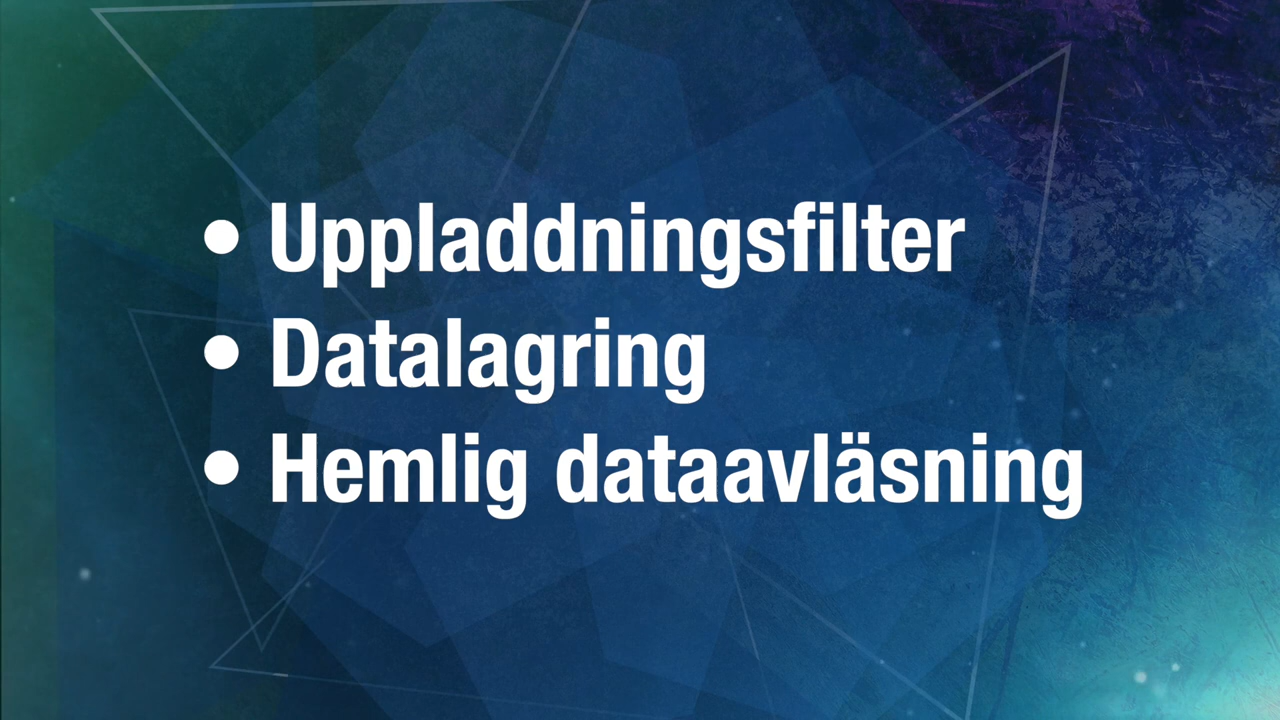 • Uppladdningsfilter
• Datalagring
• Hemlig dataavläsning